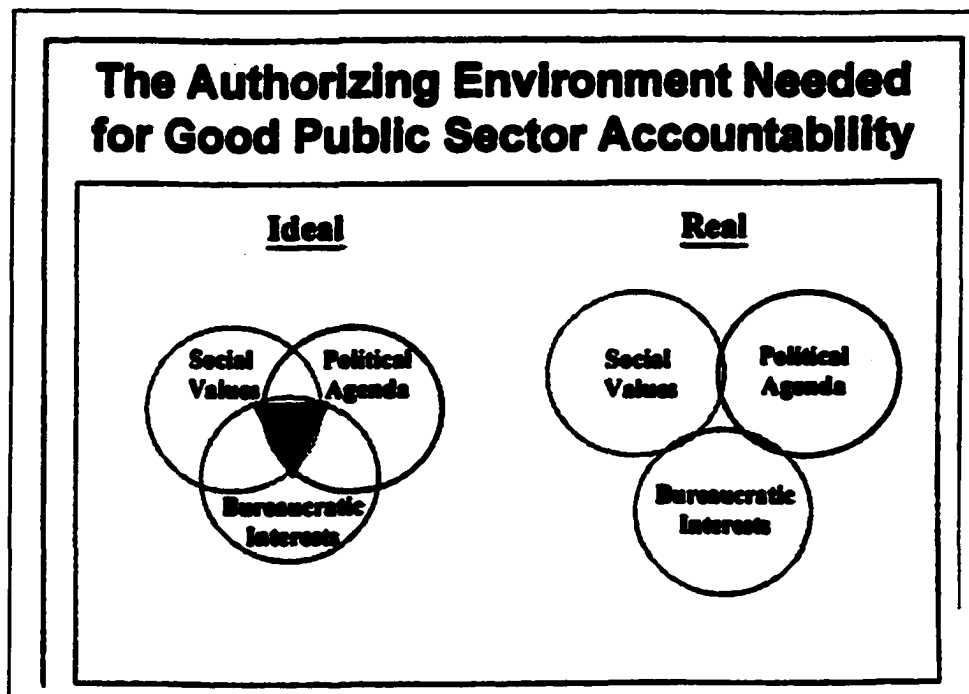 The Authorizing Environment Needed
for Good Public Sector Accountability
Ideal
Social
Values
Political
Agenda
Bureaucratic
Interests
Real
Social
Values
Political
Agenda
Bureaucratic
Interests